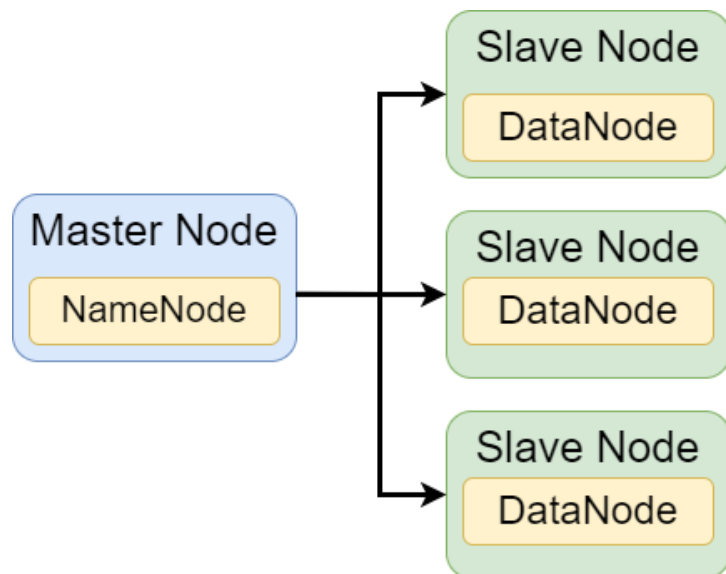 Master Node
NameNode
Slave Node
DataNode
Slave Node
DataNode
Slave Node
DataNode